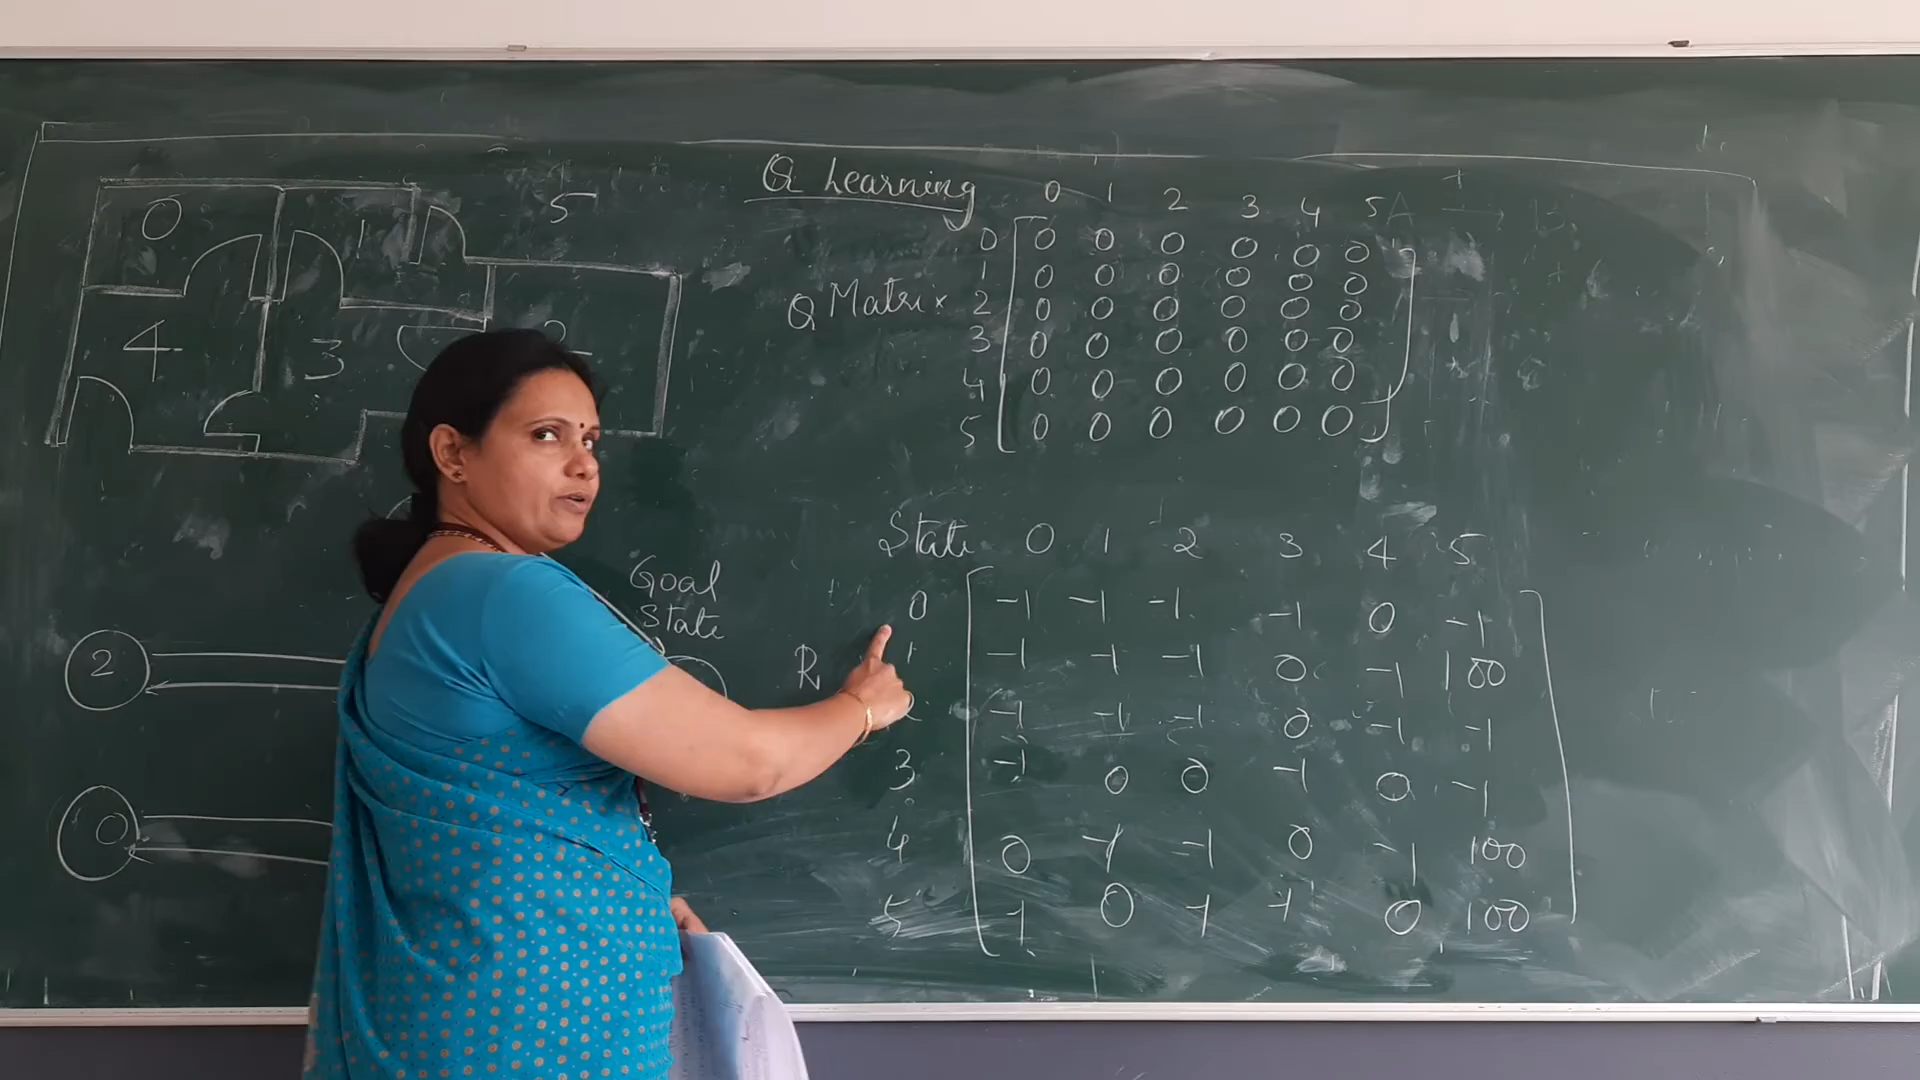 Q Learning
0 1 5
4 3 2
0 1 2 3 4 5
Q Matrix
0 0 0 0 0 0 0
1 0 0 0 0 0 0
2 0 0 0 0 0 0
3 0 0 0 0 0 0
4 0 0 0 0 0 0
5 0 0 0 0 0 0
Goal
State
2
0
State 0 1 2 3 4 5
R
0 -1 -1 -1 -1 0 -1
1 -1 -1 -1 0 -1 100
2 -1 -1 -1 0 -1 -1
3 -1 0 0 -1 0 -1
4 0 -1 -1 0 -1 100
5 -1 0 -1 -1 0 100